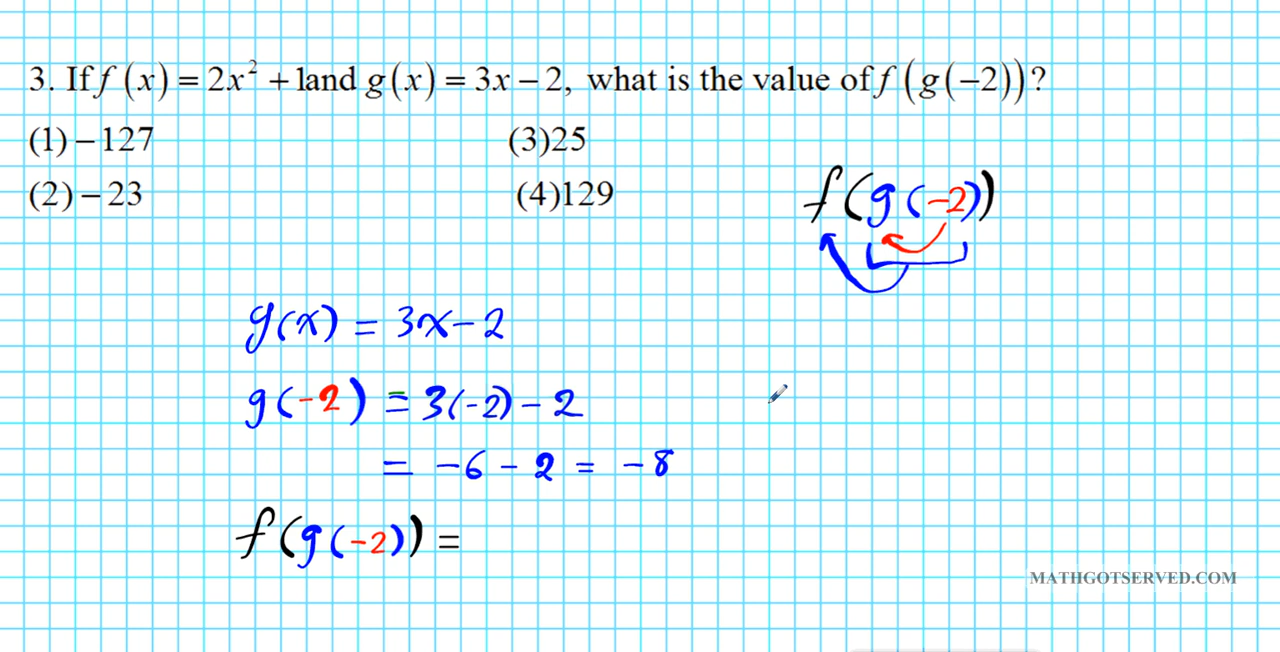 3. If f(x) = 2x² + 1and g(x) = 3x − 2, what is the value of f(g(−2))?
(1) −127 (3)25
(2) −23 (4)129
f(g(−2))
g(x) = 3x − 2
g(−2) = 3(−2) − 2
= −6 − 2 = −8
f(g(−2)) =
MATHGOTSERVED.COM